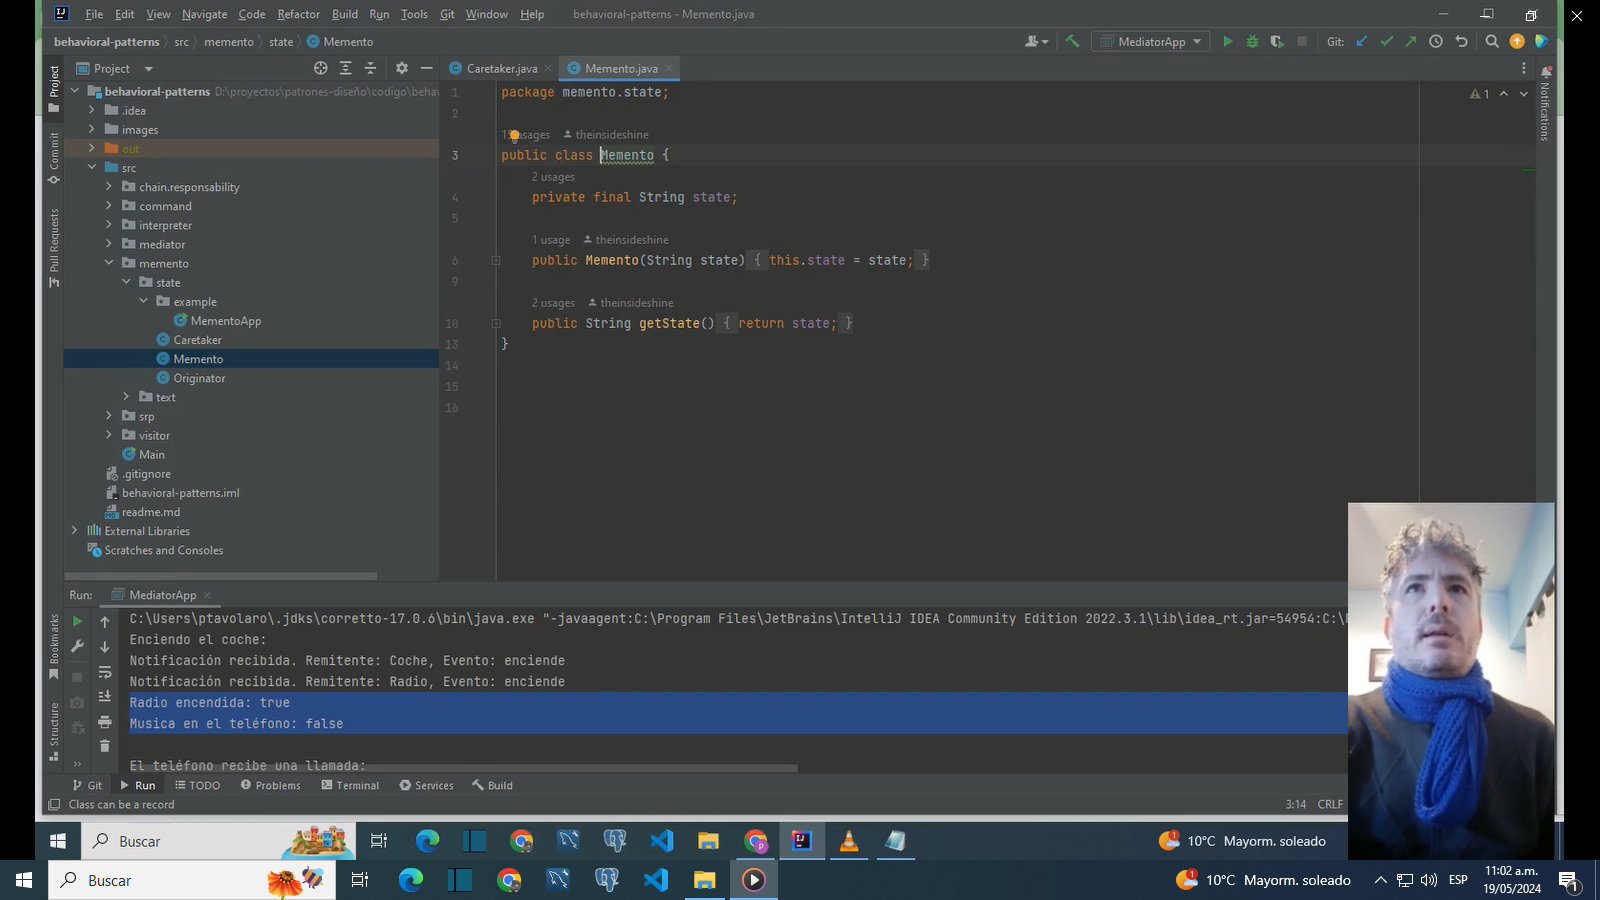 File Edit View Navigate Code Refactor Build Run Tools Git Window Help behavioral-patterns - Memento.java
behavioral-patterns src memento state Memento MediatorApp Git:
Project Caretaker.java Memento.java
behavioral-patterns D:\proyectos\patrones-diseño\codigo\beha
.idea
images
out
src
chain.responsability
command
interpreter
mediator
memento
state
example
MementoApp
Caretaker
Memento
Originator
text
srp
visitor
Main
.gitignore
behavioral-patterns.iml
readme.md
External Libraries
Scratches and Consoles
Project
Commit
Pull Requests
Bookmarks
Structure
Notifications
1
1 package memento.state;
2
usages theinsideshine
3 public class Memento {
2 usages
4 private final String state;
5
1 usage theinsideshine
6 public Memento(String state) { this.state = state; }
9
2 usages theinsideshine
10 public String getState() { return state; }
13 }
14
15
16
Run: MediatorApp
C:\Users\ptavolaro\.jdks\corretto-17.0.6\bin\java.exe "-javaagent:C:\Program Files\JetBrains\IntelliJ IDEA Community Edition 2022.3.1\lib\idea_rt.jar=54954:C:\
Enciendo el coche:
Notificación recibida. Remitente: Coche, Evento: enciende
Notificación recibida. Remitente: Radio, Evento: enciende
Radio encendida: true
Musica en el teléfono: false
El teléfono recibe una llamada:
Git Run TODO Problems Terminal Services Build
Class can be a record 3:14 CRLF
Buscar 10°C Mayorm. soleado
Buscar 10°C Mayorm. soleado ESP 11:02 a.m.
19/05/2024